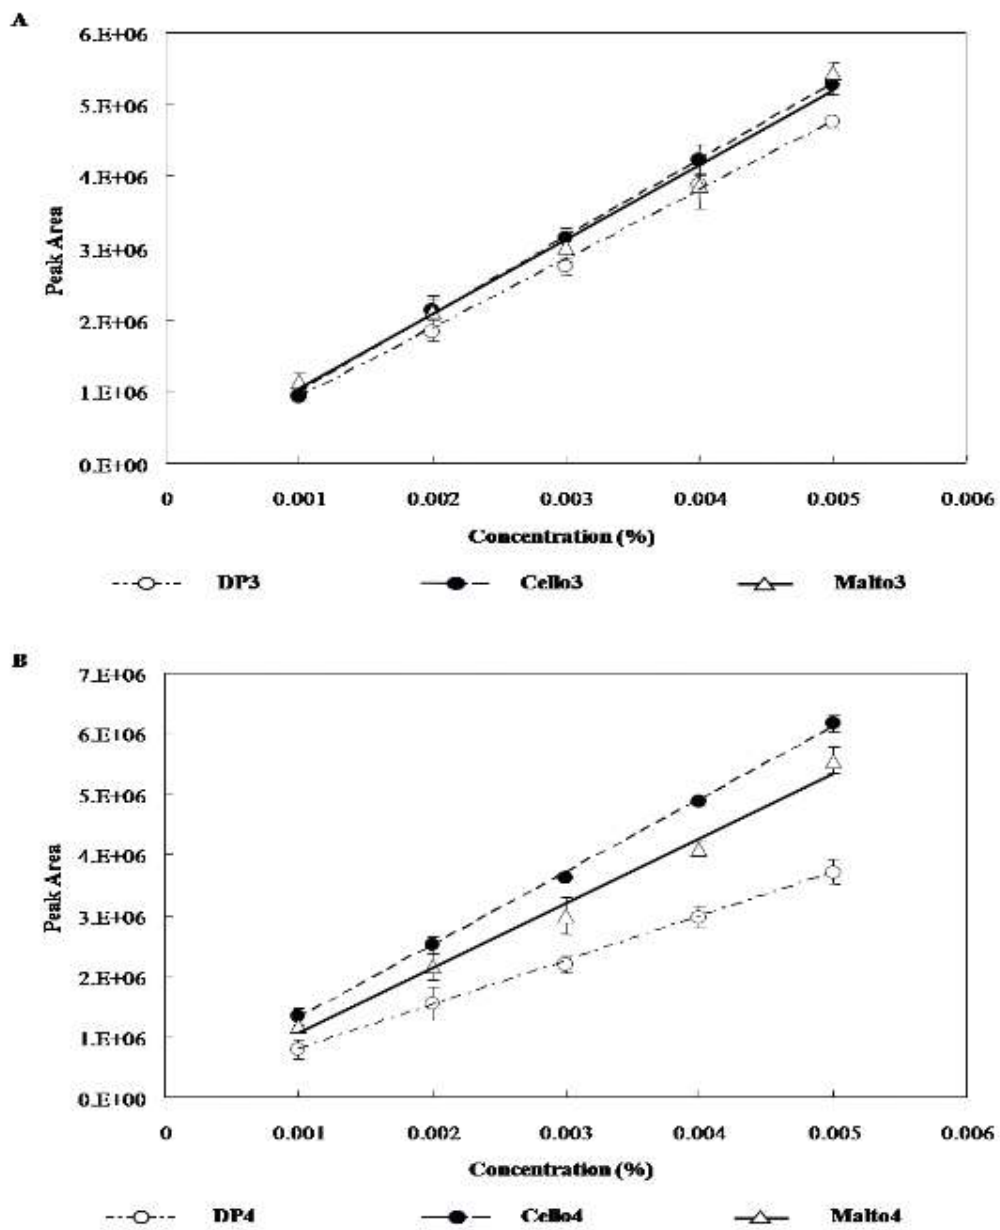 A
6.E+06
5.E+06
4.E+06
3.E+06
2.E+06
1.E+06
0.E+00
Peak Area
0 0.001 0.002 0.003 0.004 0.005 0.006
Concentration (%)
DP3 Cello3 Malto3
B
7.E+06
6.E+06
5.E+06
4.E+06
3.E+06
2.E+06
1.E+06
0.E+00
Peak Area
0 0.001 0.002 0.003 0.004 0.005 0.006
Concentration (%)
DP4 Cello4 Malto4